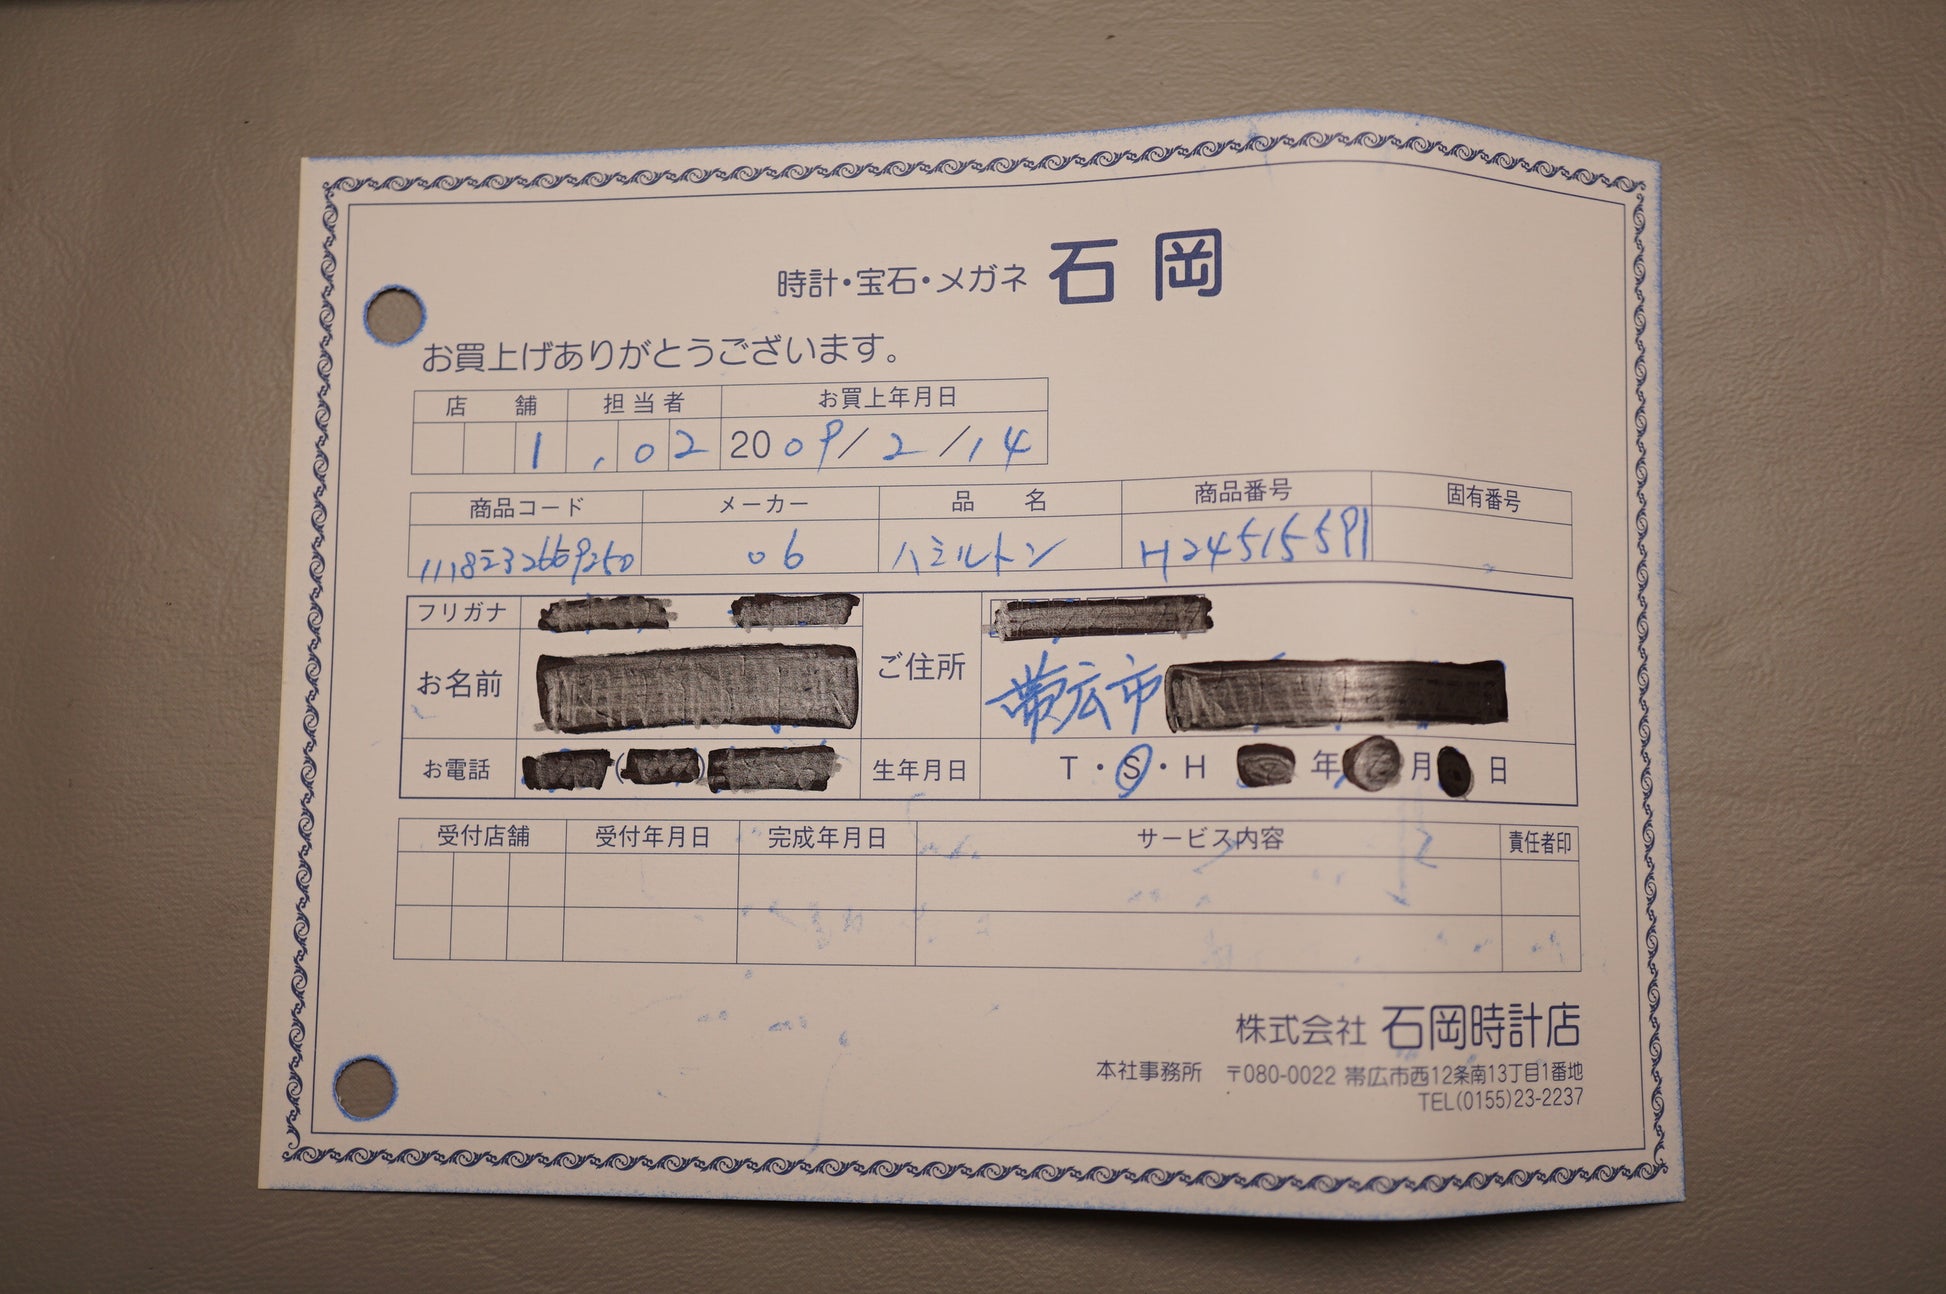 時計・宝石・メガネ 石岡
お買上げありがとうございます。
店舗 担当者 お買上年月日
1 02 2009/2/14
商品コード メーカー 品名 商品番号 固有番号
06 ハミルトン H24515591
フリガナ
お名前 ご住所 帯広市
お電話 ( ) 生年月日 T・S・H 年 月 日
受付店舗 受付年月日 完成年月日 サービス内容 責任者印
株式会社 石岡時計店
本社事務所 〒080-0022 帯広市西12条南13丁目1番地
TEL(0155)23-2237